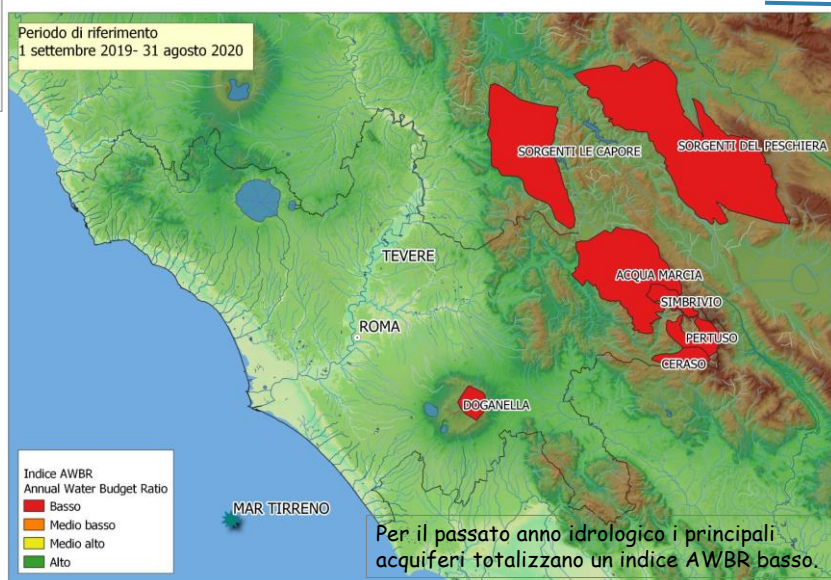 Periodo di riferimento
1 settembre 2019- 31 agosto 2020
SORGENTI LE CAPORE
SORGENTI DEL PESCHIERA
TEVERE
ACQUA MARCIA
SIMBRIVIO
ROMA
PERTUSO
CERASO
DOGANELLA
Indice AWBR
Annual Water Budget Ratio
Basso
Medio basso
Medio alto
Alto
MAR TIRRENO
Per il passato anno idrologico i principali
acquiferi totalizzano un indice AWBR basso.